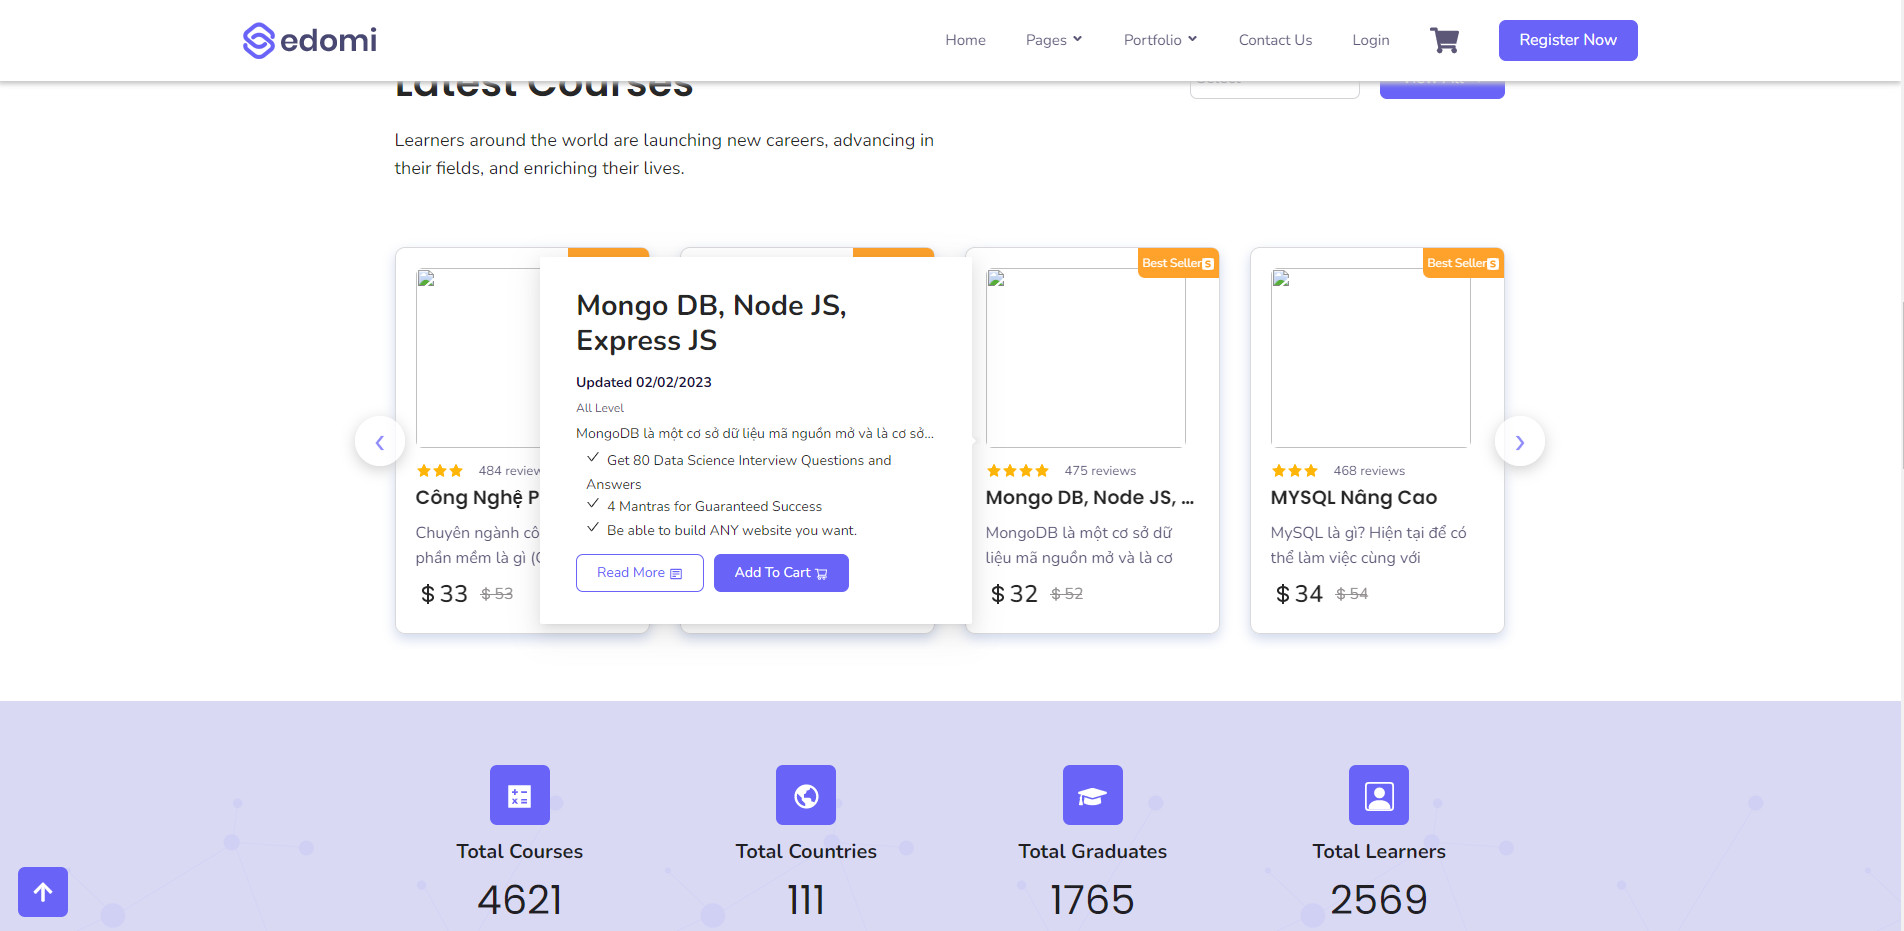 edomi
Home
Pages
Portfolio
Contact Us
Login
Register Now
Latest Courses
Learners around the world are launching new careers, advancing in
their fields, and enriching their lives.
484
Công Nghệ P
Chuyên ngành cô
phần mềm là gì (
$ 33 $ 53
Mongo DB, Node JS,
Express JS
Updated 02/02/2023
All Level
MongoDB là một cơ sở dữ liệu mã nguồn mở và là cơ sở...
Get 80 Data Science Interview Questions and
Answers
4 Mantras for Guaranteed Success
Be able to build ANY website you want.
Read More
Add To Cart
Best Seller S
475 reviews
Mongo DB, Node JS, ...
MongoDB là một cơ sở dữ
liệu mã nguồn mở và là cơ
$ 32 $ 52
Best Seller S
468 reviews
MYSQL Nâng Cao
MySQL là gì? Hiện tại để có
thể làm việc cùng với
$ 34 $ 54
Total Courses
4621
Total Countries
111
Total Graduates
1765
Total Learners
2569